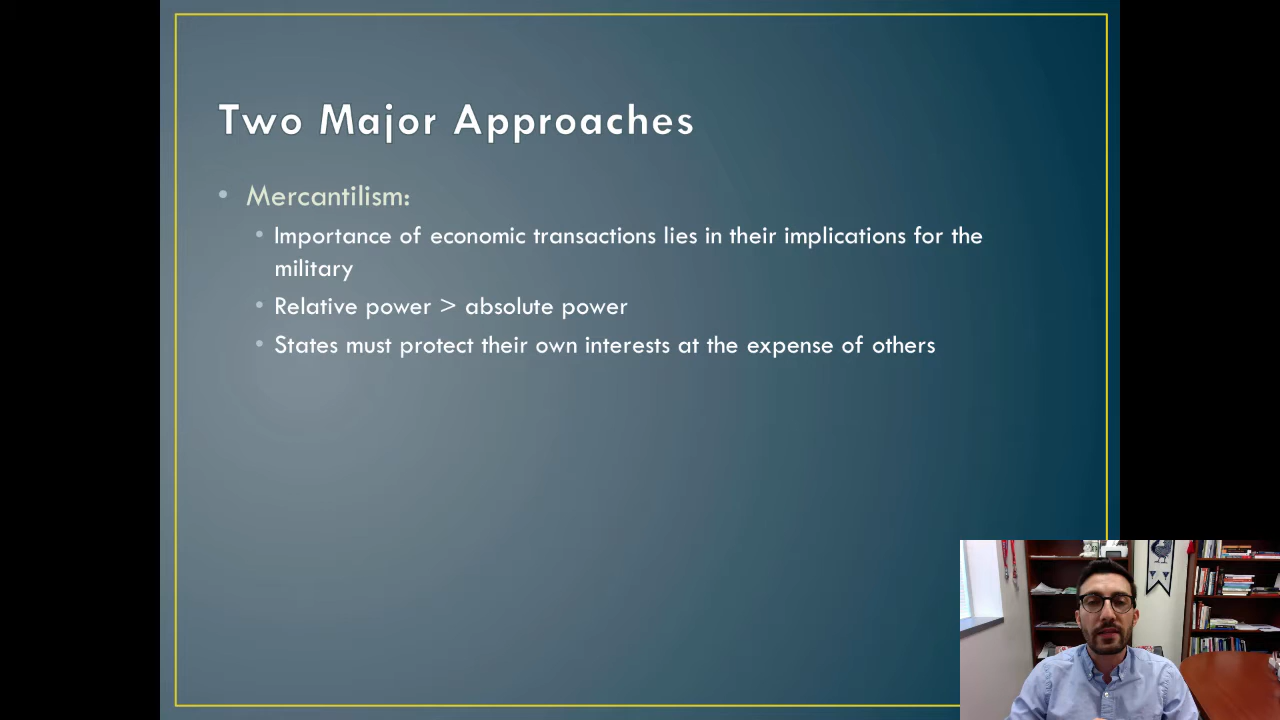 Two Major Approaches
• Mercantilism:
• Importance of economic transactions lies in their implications for the
military
• Relative power > absolute power
• States must protect their own interests at the expense of others